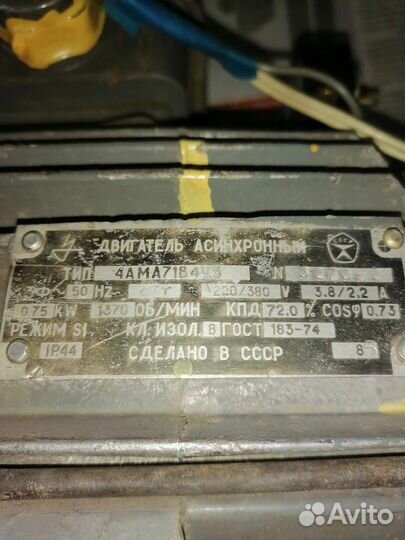 ДВИГАТЕЛЬ АСИНХРОННЫЙ
ТИП 4АМА71В4У3 N
50 Hz 220/380 V 3.8/2.2 A
0,75 KW 1370 ОБ/МИН КПД 72.0 % COSφ 0.73
РЕЖИМ S1 КЛ.ИЗОЛ. В ГОСТ 183-74
IP44 СДЕЛАНО В СССР
Avito